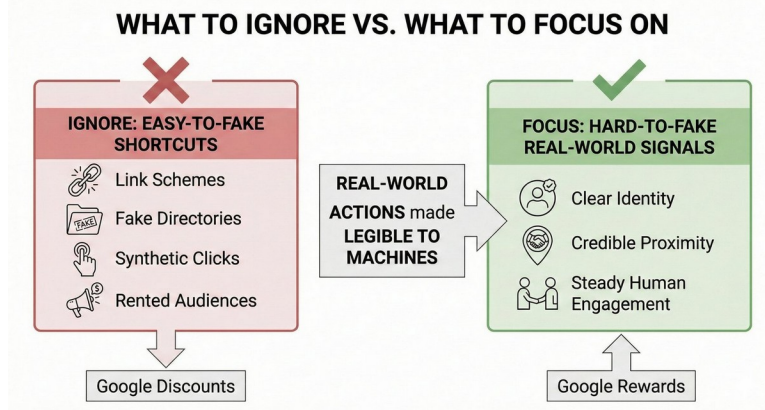 WHAT TO IGNORE VS. WHAT TO FOCUS ON
IGNORE: EASY-TO-FAKE
SHORTCUTS
Link Schemes
FAKE
Fake Directories
Synthetic Clicks
$
Rented Audiences
Google Discounts
REAL-WORLD
ACTIONS made
LEGIBLE TO
MACHINES
FOCUS: HARD-TO-FAKE
REAL-WORLD SIGNALS
Clear Identity
Credible Proximity
Steady Human
Engagement
Google Rewards